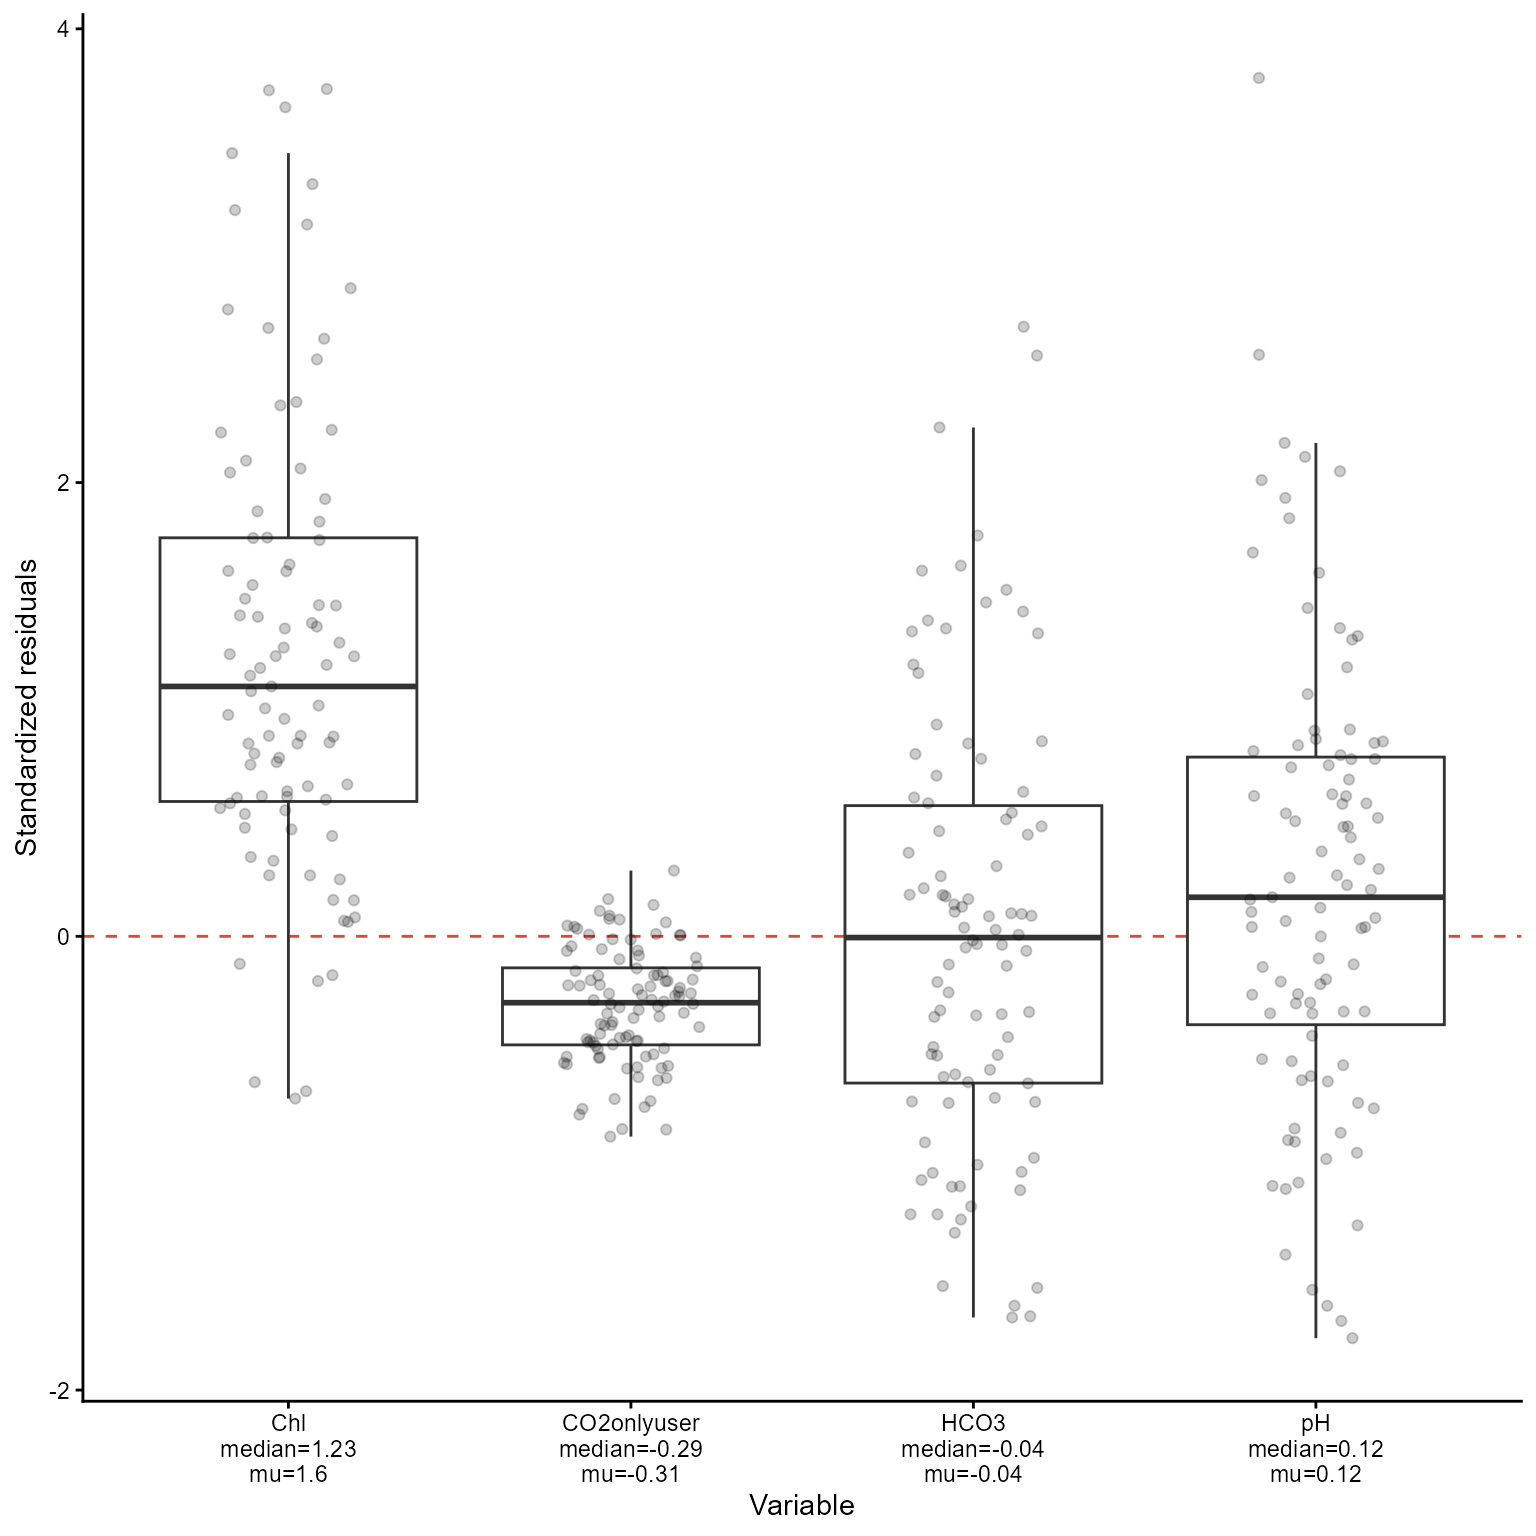 4
2
0
-2
Standardized residuals
Chl
median=1.23
mu=1.6
CO2onlyuser
median=-0.29
mu=-0.31
HCO3
median=-0.04
mu=-0.04
pH
median=0.12
mu=0.12
Variable